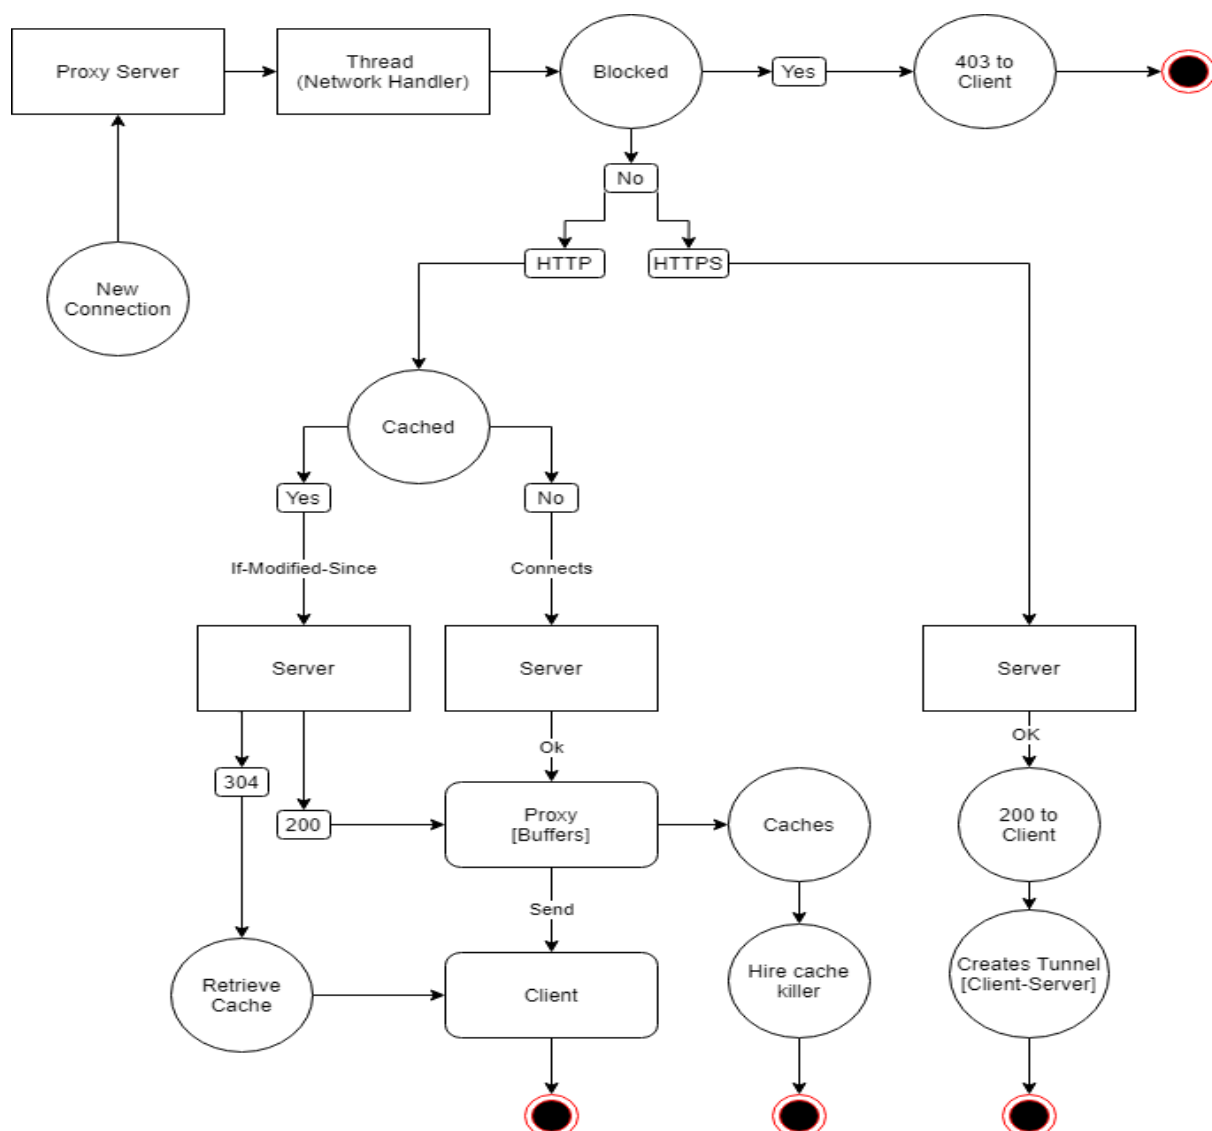 Proxy Server
Thread
(Network Handler)
Blocked
Yes
403 to
Client
No
HTTP
HTTPS
New
Connection
Cached
Yes
No
If-Modified-Since
Connects
Server
Server
Server
Ok
OK
304
200
Proxy
[Buffers]
Caches
200 to
Client
Send
Retrieve
Cache
Client
Hire cache
killer
Creates Tunnel
[Client-Server]